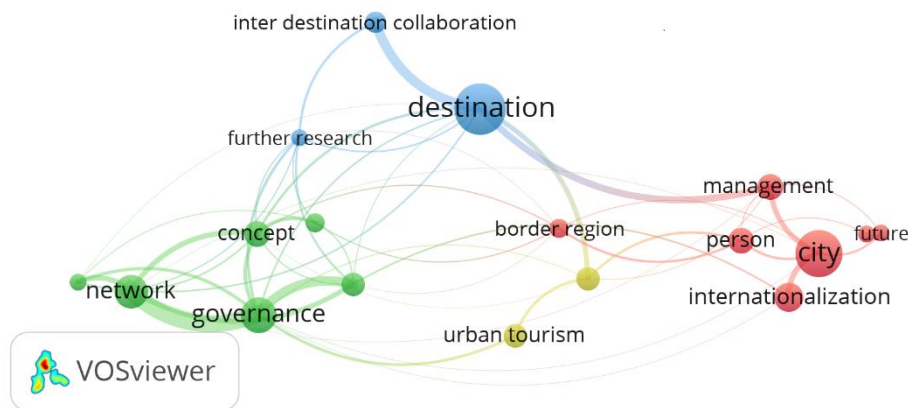 inter destination collaboration
destination
further research
management
concept
border region
person
future
city
network
governance
internationalization
urban tourism
VOSviewer